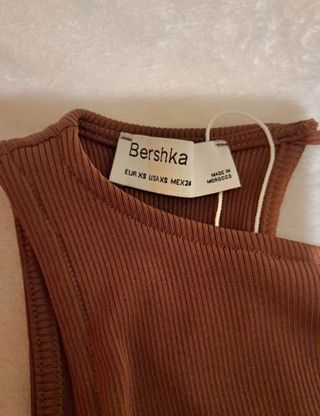 Bershka
EUR XS USA XS MEX 24
MADE IN
MOROCCO